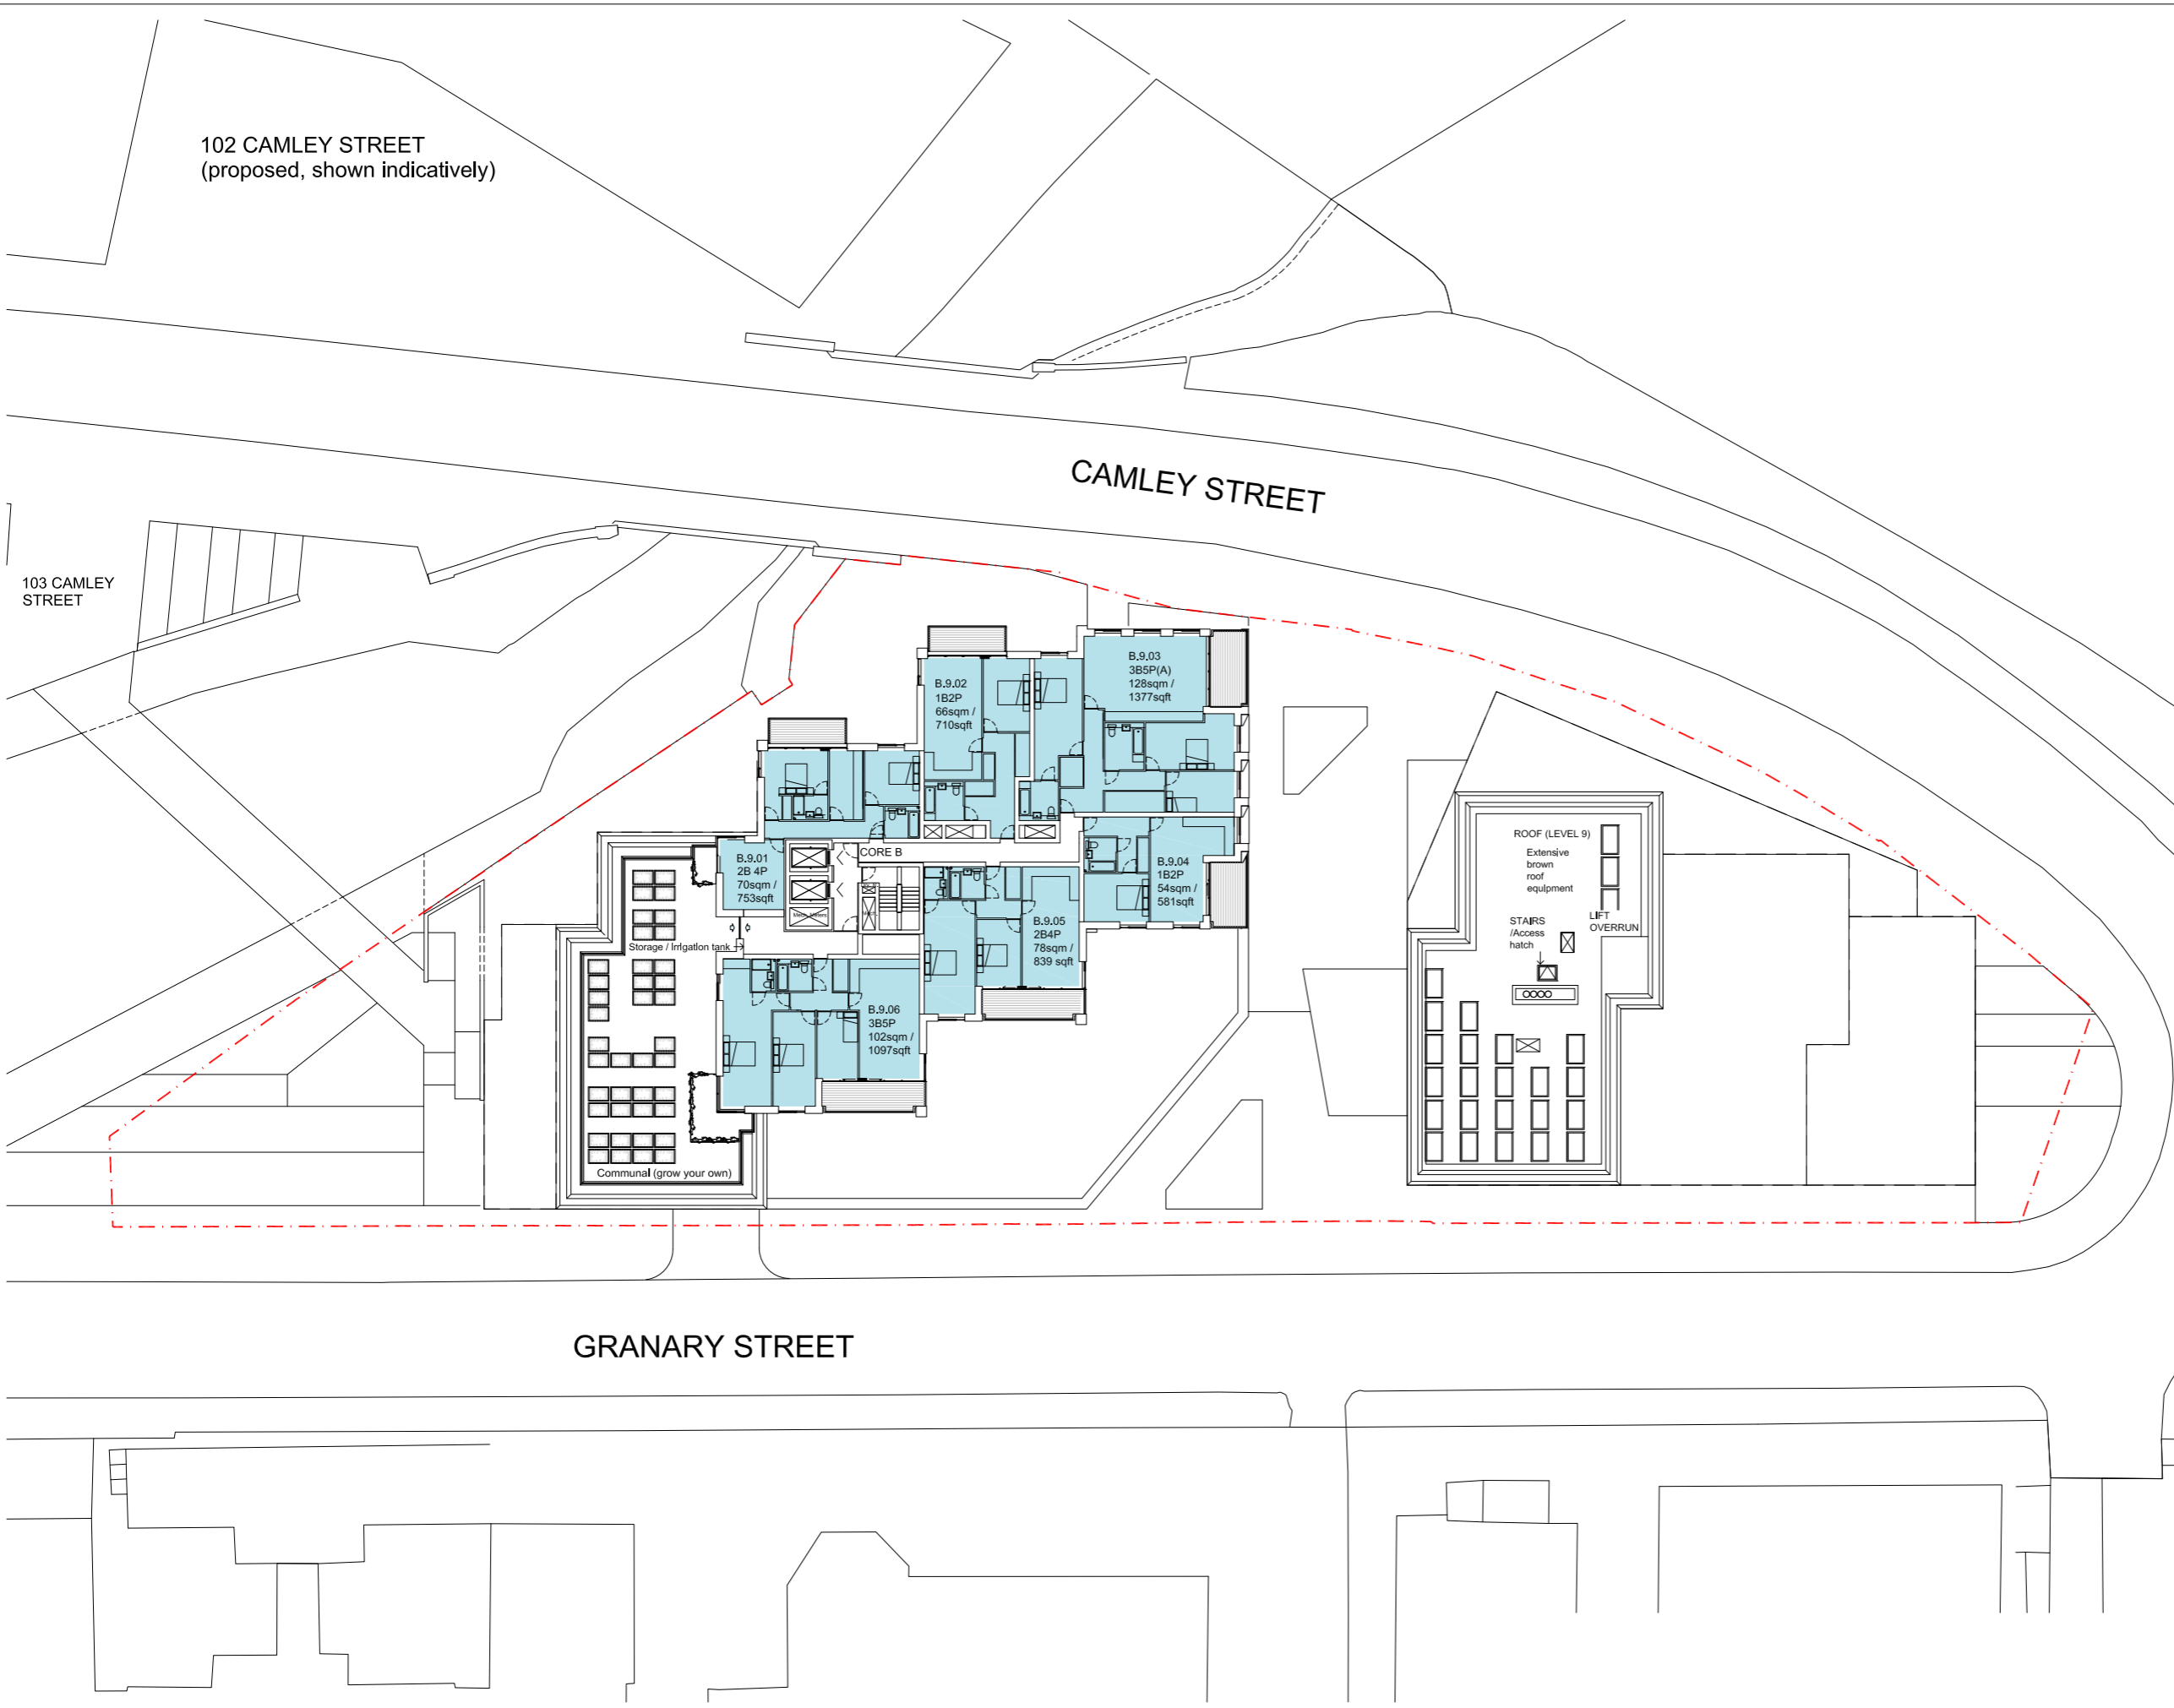 102 CAMLEY STREET
(proposed, shown indicatively)
CAMLEY STREET
103 CAMLEY
STREET
B.9.03
3B5P(A)
128sqm /
1377sqft
B.9.02
1B2P
66sqm /
710sqft
B.9.01
2B 4P
70sqm /
753sqft
CORE B
B.9.04
1B2P
54sqm /
581sqft
B.9.05
2B4P
78sqm /
839 sqft
Storage / Irrigation tank
B.9.06
3B5P
102sqm /
1097sqft
Communal (grow your own)
ROOF (LEVEL 9)
Extensive
brown
roof
equipment
STAIRS
/Access
hatch
LIFT
OVERRUN
GRANARY STREET